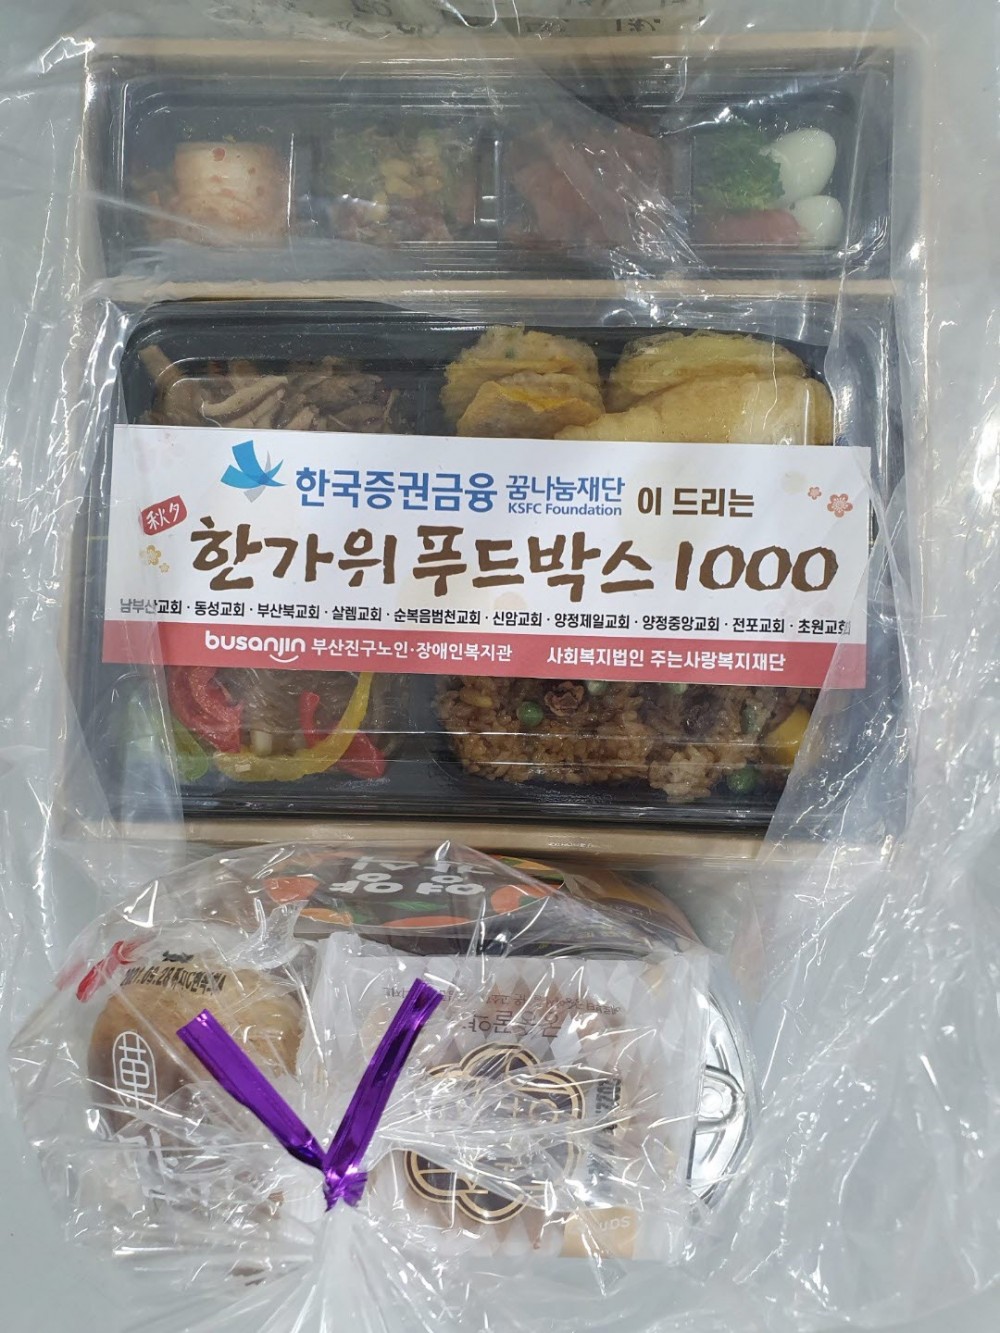 한국증권금융 꿈나눔재단 이 드리는
KSFC Foundation
秋夕
한가위 푸드박스 1000
남부산교회 · 동성교회 · 부산북교회 · 살렘교회 · 순복음범천교회 · 신암교회 · 양정제일교회 · 양정중앙교회 · 전포교회 · 초원교회
busanjin 부산진구노인·장애인복지관 사회복지법인 주는사랑복지재단
영양